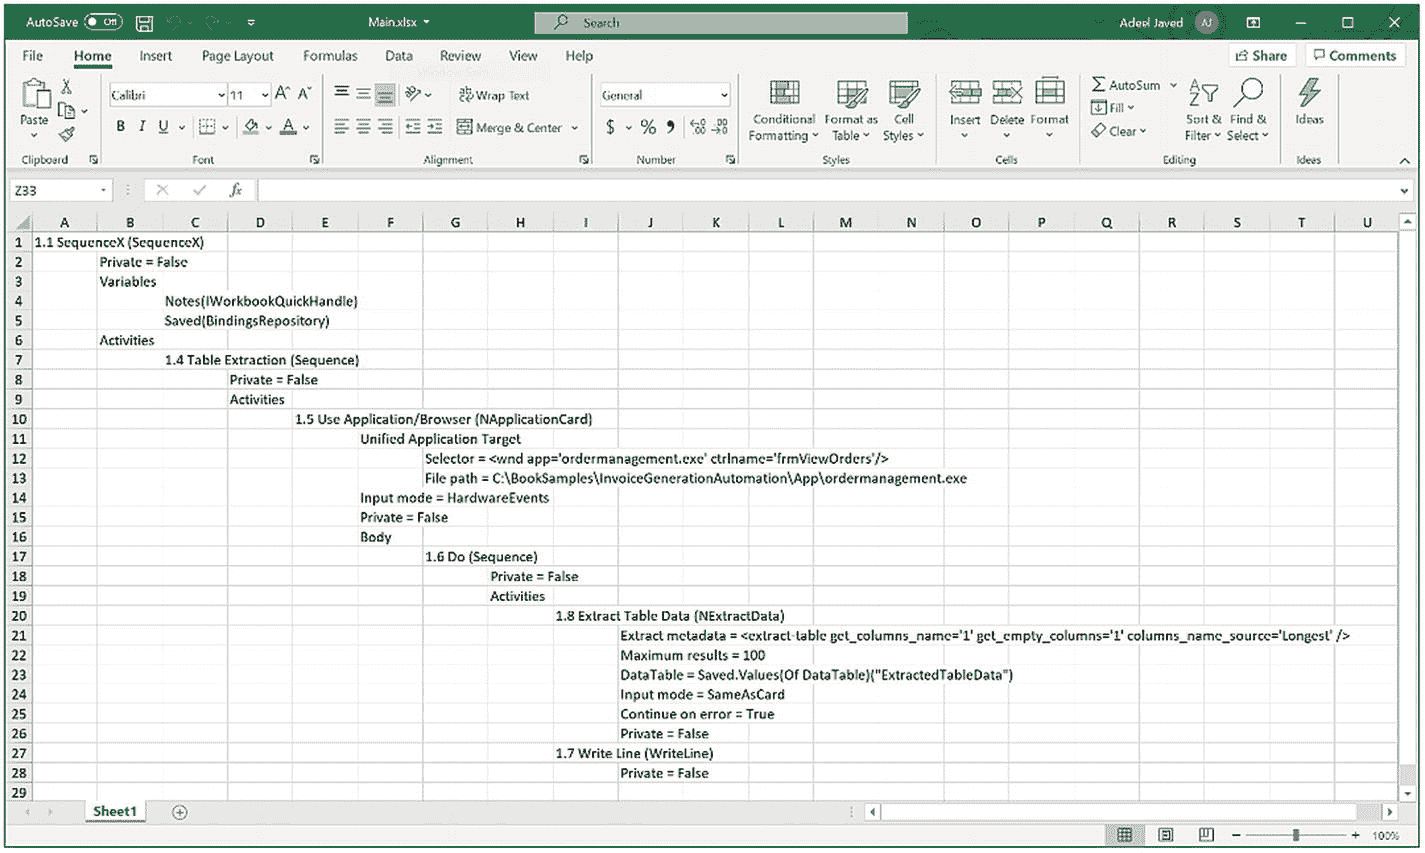 AutoSave Off Main.xlsx Search Adeel Javed AJ
File Home Insert Page Layout Formulas Data Review View Help Share Comments
Calibri 11 A A Wrap Text General $ % Conditional Formatting Format as Table Cell Styles Insert Delete Format AutoSum Fill Clear Sort & Filter Find & Select Ideas
Paste B I U A Merge & Center
Clipboard Font Alignment Number Styles Cells Editing Ideas
Z33 fx
A B C D E F G H I J K L M N O P Q R S T U
1 1.1 SequenceX (SequenceX)
2 Private = False
3 Variables
4 Notes(IWorkbookQuickHandle)
5 Saved(BindingsRepository)
6 Activities
7 1.4 Table Extraction (Sequence)
8 Private = False
9 Activities
10 1.5 Use Application/Browser (NApplicationCard)
11 Unified Application Target
12 Selector = <wnd app='ordermanagement.exe' ctrlname='frmViewOrders'/>
13 File path = C:\BookSamples\InvoiceGenerationAutomation\App\ordermanagement.exe
14 Input mode = HardwareEvents
15 Private = False
16 Body
17 1.6 Do (Sequence)
18 Private = False
19 Activities
20 1.8 Extract Table Data (NExtractData)
21 Extract metadata = <extract-table get_columns_name='1' get_empty_columns='1' columns_name_source='Longest' />
22 Maximum results = 100
23 DataTable = Saved.Values(Of DataTable)("ExtractedTableData")
24 Input mode = SameAsCard
25 Continue on error = True
26 Private = False
27 1.7 Write Line (WriteLine)
28 Private = False
29
Sheet1
100%